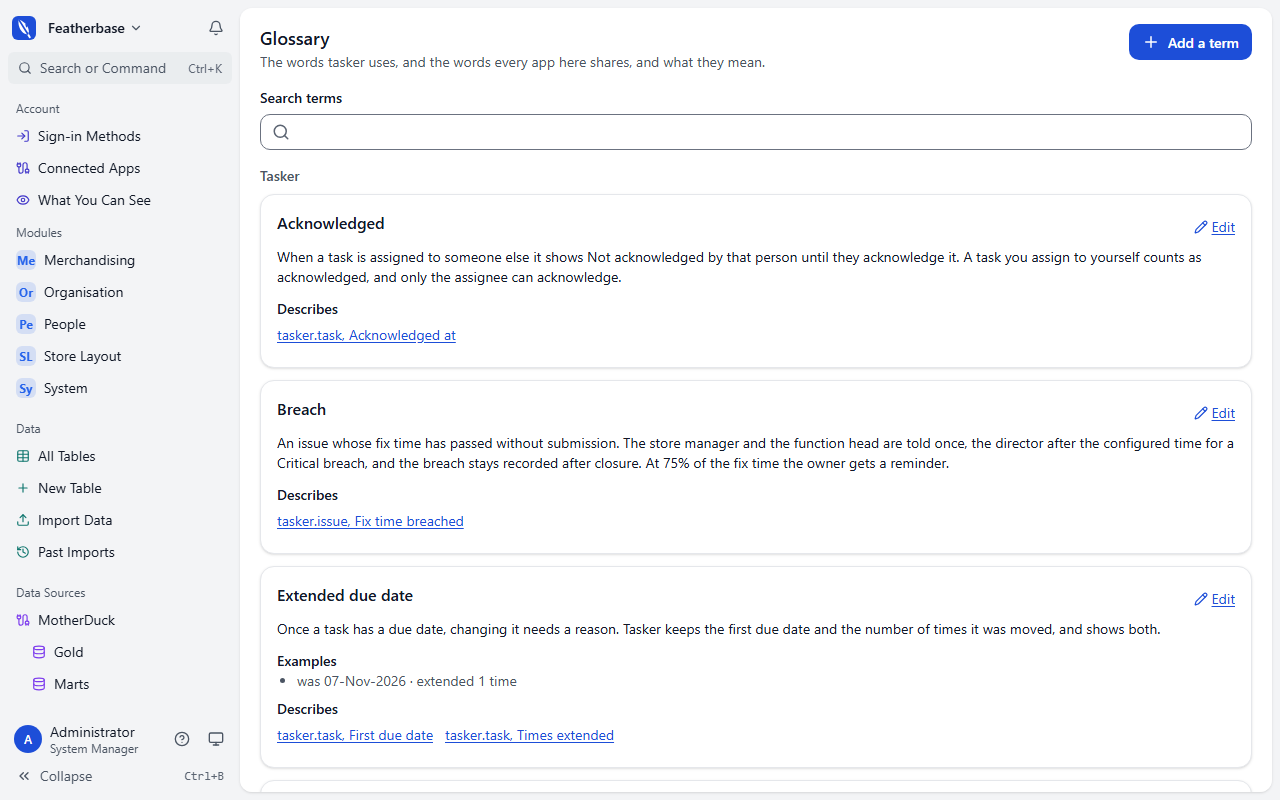 Featherbase
Search or Command Ctrl+K
Account
Sign-in Methods
Connected Apps
What You Can See
Modules
Me Merchandising
Or Organisation
Pe People
SL Store Layout
Sy System
Data
All Tables
New Table
Import Data
Past Imports
Data Sources
MotherDuck
Gold
Marts
A Administrator
System Manager
Collapse Ctrl+B
Glossary
The words tasker uses, and the words every app here shares, and what they mean.
Add a term
Search terms
Tasker
Acknowledged
Edit
When a task is assigned to someone else it shows Not acknowledged by that person until they acknowledge it. A task you assign to yourself counts as
acknowledged, and only the assignee can acknowledge.
Describes
tasker.task, Acknowledged at
Breach
Edit
An issue whose fix time has passed without submission. The store manager and the function head are told once, the director after the configured time for a
Critical breach, and the breach stays recorded after closure. At 75% of the fix time the owner gets a reminder.
Describes
tasker.issue, Fix time breached
Extended due date
Edit
Once a task has a due date, changing it needs a reason. Tasker keeps the first due date and the number of times it was moved, and shows both.
Examples
• was 07-Nov-2026 · extended 1 time
Describes
tasker.task, First due date tasker.task, Times extended